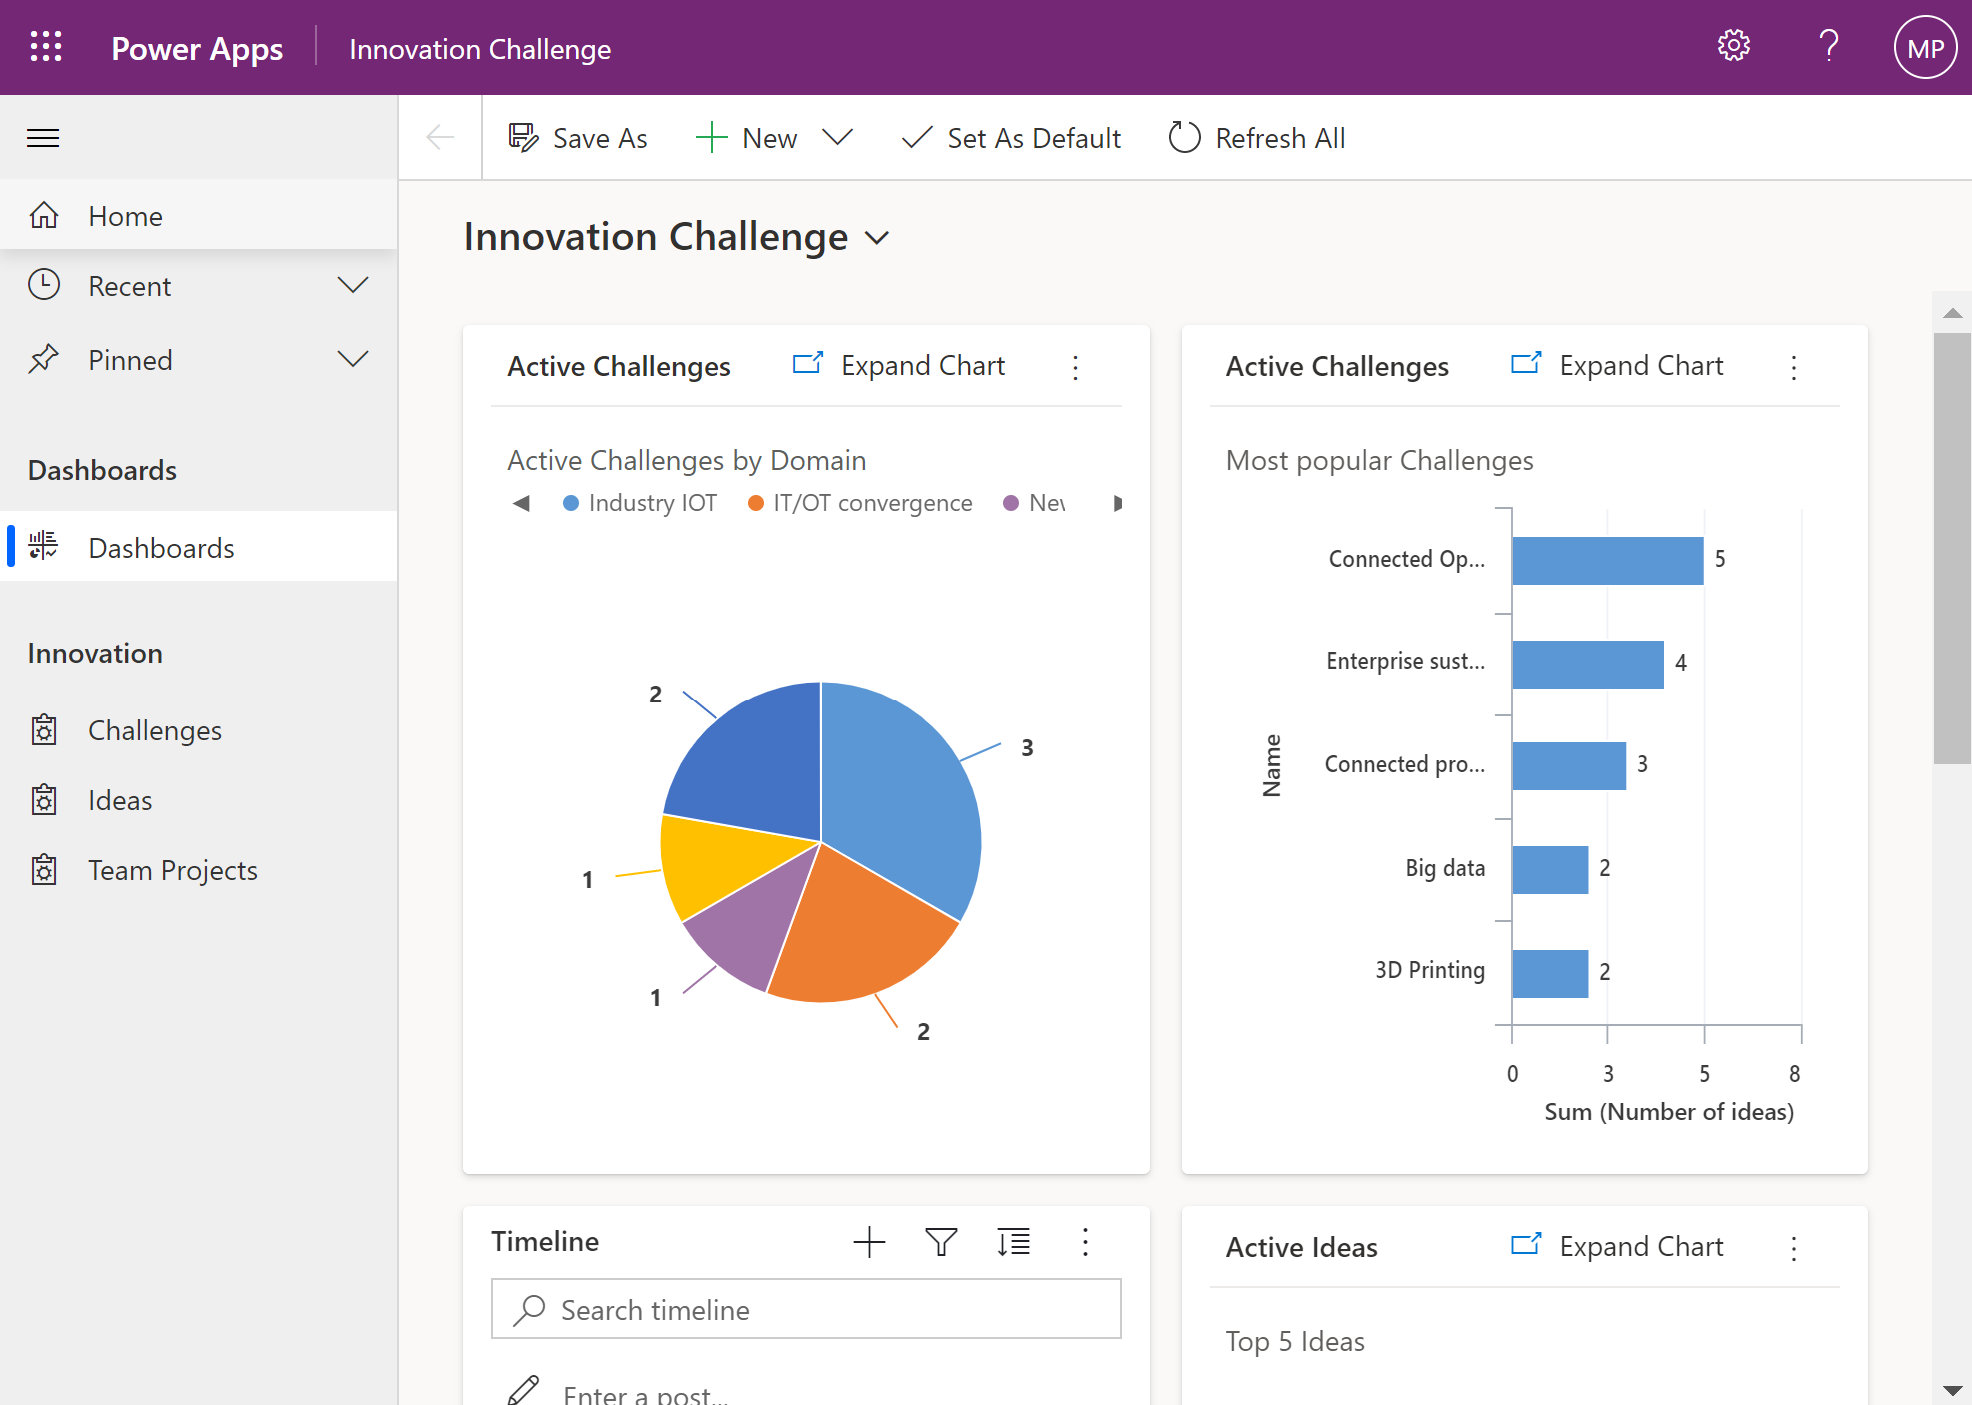 Power Apps
Innovation Challenge
MP
Save As
New
Set As Default
Refresh All
Home
Recent
Pinned
Dashboards
Dashboards
Innovation
Challenges
Ideas
Team Projects
Innovation Challenge
Active Challenges
Expand Chart
Active Challenges by Domain
Industry IOT
IT/OT convergence
2
3
1
1
2
Active Challenges
Expand Chart
Most popular Challenges
Name
Connected Op...
5
Enterprise sust...
4
Connected pro...
3
Big data
2
3D Printing
2
0 3 5 8
Sum (Number of ideas)
Timeline
Search timeline
Enter a post...
Active Ideas
Expand Chart
Top 5 Ideas